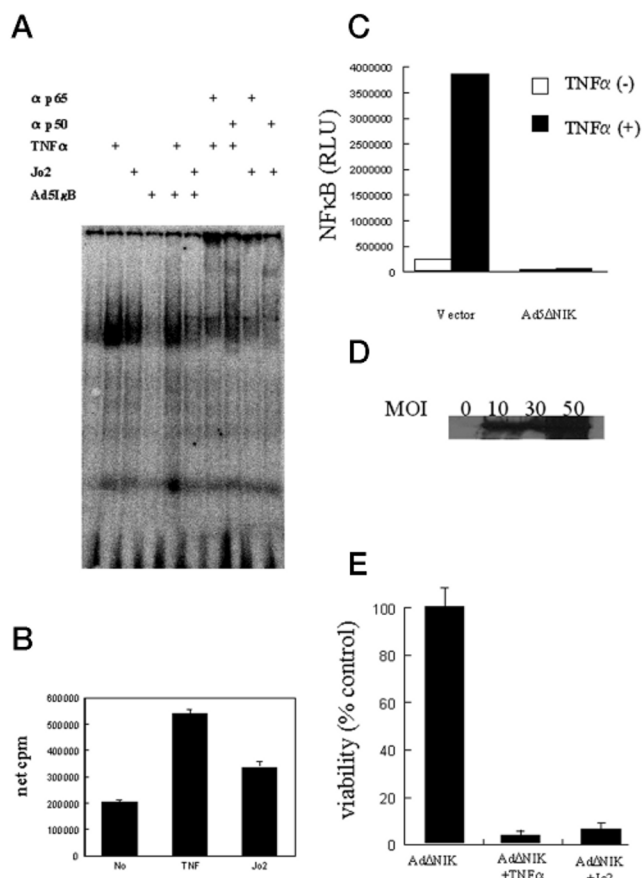 A
α p65 + +
α p50 + +
TNFα + + + +
Jo2 + + + +
Ad5IκB + + +
B
net cpm
600000
500000
400000
300000
200000
100000
0
No TNF Jo2
C
NFκB (RLU)
4000000
3500000
3000000
2500000
2000000
1500000
1000000
500000
0
TNFα (-)
TNFα (+)
Vector Ad5ΔNIK
D
MOI 0 10 30 50
E
viability (% control)
100
80
60
40
20
0
AdΔNIK AdΔNIK AdΔNIK
+TNFα +Jo2